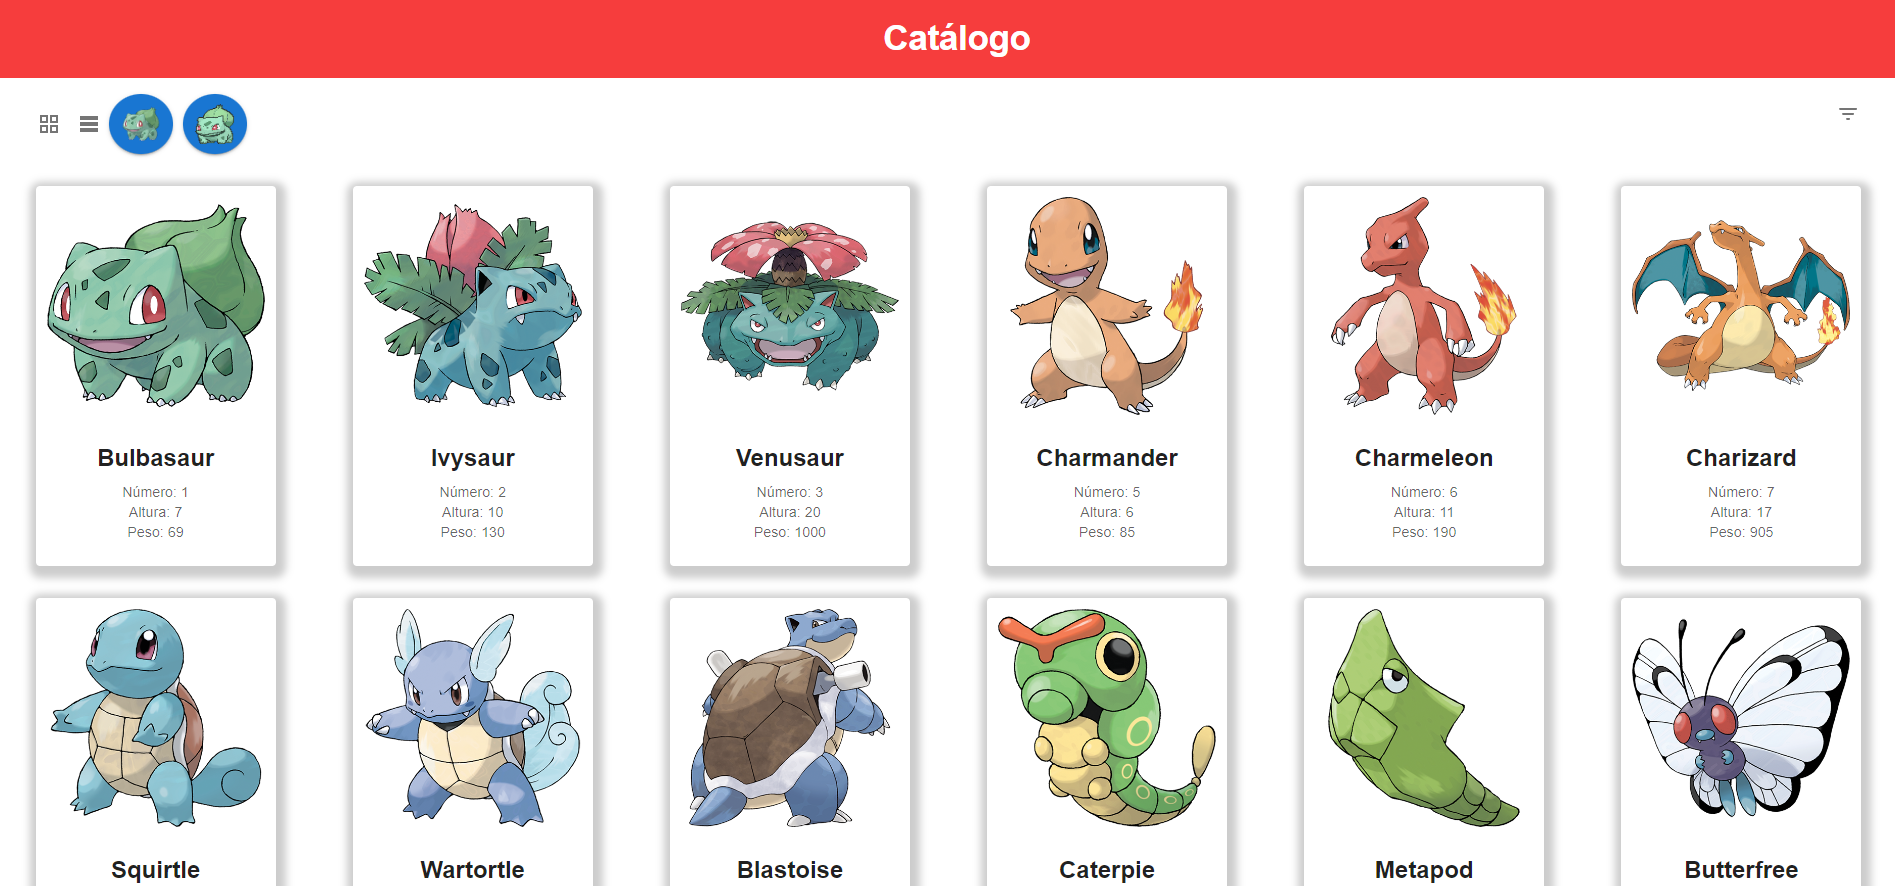 Catálogo
Bulbasaur
Número: 1
Altura: 7
Peso: 69
Ivysaur
Número: 2
Altura: 10
Peso: 130
Venusaur
Número: 3
Altura: 20
Peso: 1000
Charmander
Número: 5
Altura: 6
Peso: 85
Charmeleon
Número: 6
Altura: 11
Peso: 190
Charizard
Número: 7
Altura: 17
Peso: 905
Squirtle
Wartortle
Blastoise
Caterpie
Metapod
Butterfree